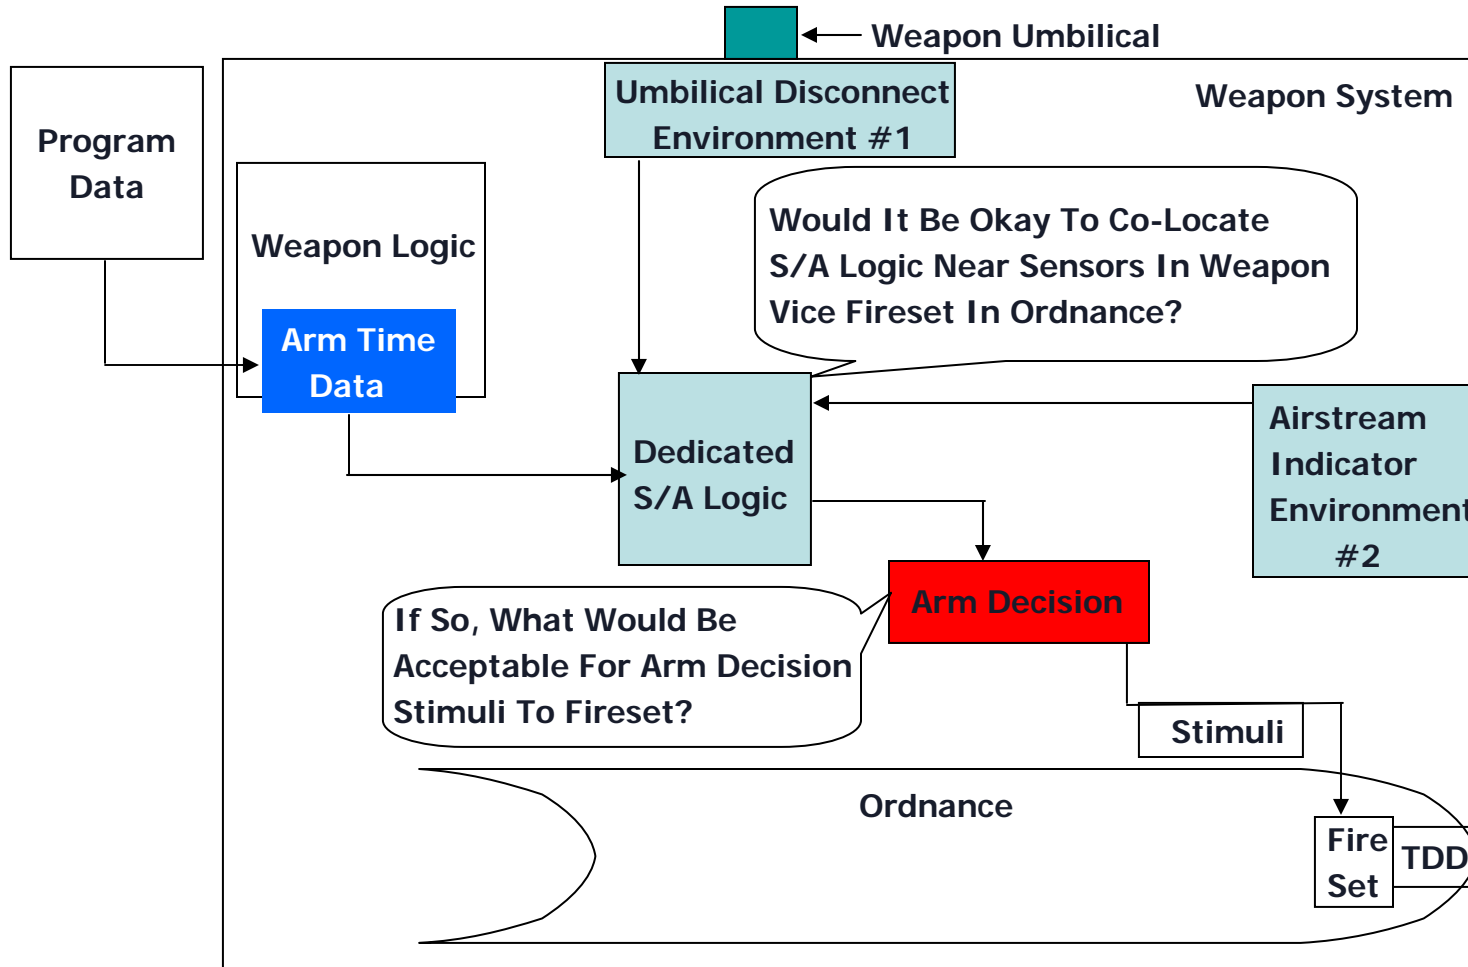 Weapon Umbilical
Program
Data
Umbilical Disconnect
Environment #1
Weapon System
Weapon Logic
Arm Time
Data
Would It Be Okay To Co-Locate
S/A Logic Near Sensors In Weapon
Vice Fireset In Ordnance?
Dedicated
S/A Logic
Airstream
Indicator
Environment
#2
Arm Decision
If So, What Would Be
Acceptable For Arm Decision
Stimuli To Fireset?
Stimuli
Ordnance
Fire
Set
TDD